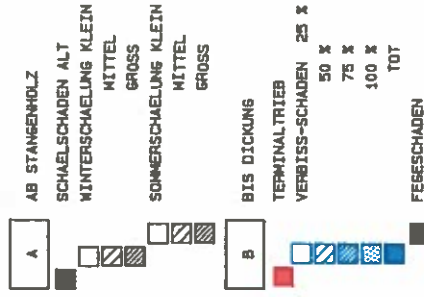 A AB STANGENHOLZ
SCHAELSCHADEN ALT
WINTERSCHAELUNG KLEIN
MITTEL
GROSS
SOMMERSCHAELUNG KLEIN
MITTEL
GROSS
B BIS DICKUNG
TERMINALTRIEB
VERBISS-SCHADEN 25 %
50 %
75 %
100 %
TOT
FEGESCHADEN